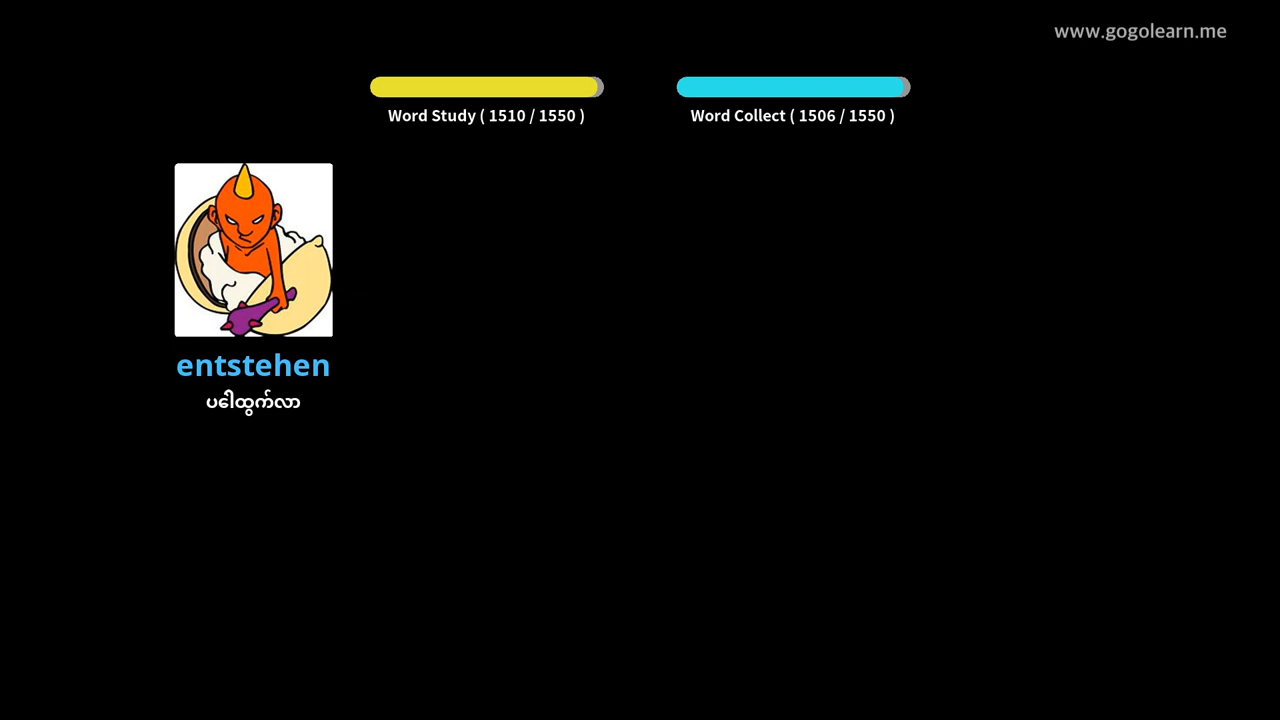 www.gogolearn.me
Word Study ( 1510 / 1550 )
Word Collect ( 1506 / 1550 )
entstehen
ပေါ်ထွက်လာ